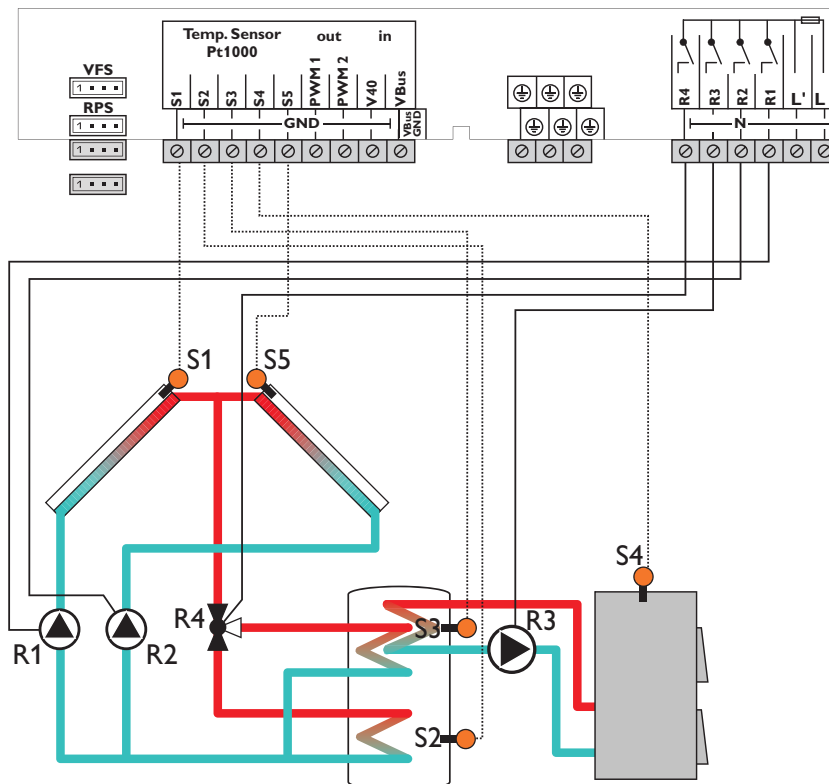 Temp. Sensor
Pt1000
out
in
VFS
1
RPS
1
1
1
S1
S2
S3
S4
S5
PWM 1
PWM 2
V40
VBus
GND
VBus
GND
R4
R3
R2
R1
L'
L
N
S1
S5
S4
R4
S3
R3
R1
R2
S2